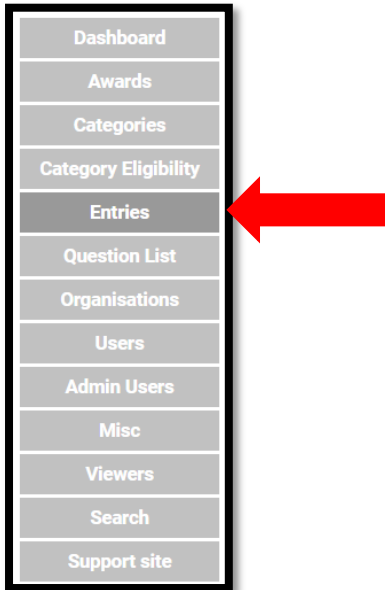 Dashboard
Awards
Categories
Category Eligibility
Entries
Question List
Organisations
Users
Admin Users
Misc
Viewers
Search
Support site